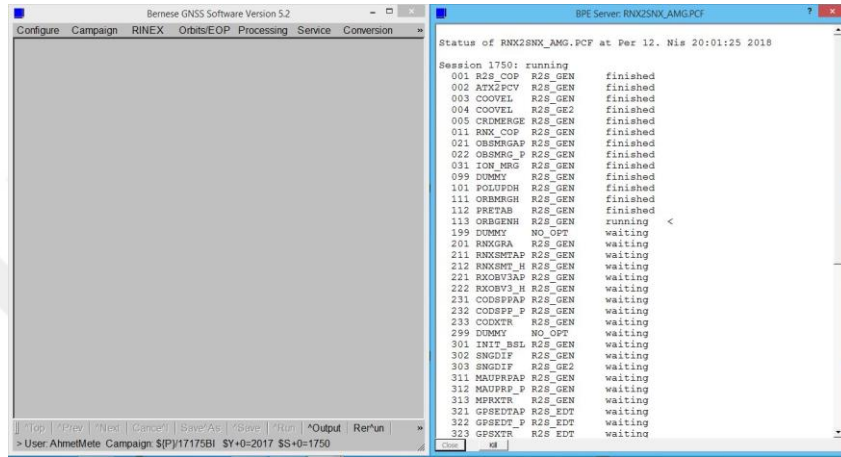 Bernese GNSS Software Version 5.2
Configure Campaign RINEX Orbits/EOP Processing Service Conversion »
^Top ^Prev ^Next Cance^l Save^As ^Save ^Run ^Output Rer^un »
> User: AhmetMete Campaign: ${P}/17175BI $Y+0=2017 $S+0=1750
BPE Server: RNX2SNX_AMG.PCF
Status of RNX2SNX_AMG.PCF at Per 12. Nis 20:01:25 2018
Session 1750: running
001 R2S_COP R2S_GEN finished
002 ATX2PCV R2S_GEN finished
003 COOVEL R2S_GEN finished
004 COOVEL R2S_GE2 finished
005 CRDMERGE R2S_GEN finished
011 RNX_COP R2S_GEN finished
021 OBSMRGAP R2S_GEN finished
022 OBSMRG_P R2S_GEN finished
031 ION_MRG R2S_GEN finished
099 DUMMY R2S_GEN finished
101 POLUPDH R2S_GEN finished
111 ORBMRGH R2S_GEN finished
112 PRETAB R2S_GEN finished
113 ORBGENH R2S_GEN running <
199 DUMMY NO_OPT waiting
201 RNXGRA R2S_GEN waiting
211 RNXSMTAP R2S_GEN waiting
212 RNXSMT_H R2S_GEN waiting
221 RXOBV3AP R2S_GEN waiting
222 RXOBV3_H R2S_GEN waiting
231 CODSPPAP R2S_GEN waiting
232 CODSPP_P R2S_GEN waiting
233 CODXTR R2S_GEN waiting
299 DUMMY NO_OPT waiting
301 INIT_BSL R2S_GEN waiting
302 SNGDIF R2S_GEN waiting
303 SNGDIF R2S_GE2 waiting
311 MAUPRPAP R2S_GEN waiting
312 MAUPRP_P R2S_GEN waiting
313 MPRXTR R2S_GEN waiting
321 GPSEDTAP R2S_EDT waiting
322 GPSEDT_P R2S_EDT waiting
323 GPSXTR R2S_EDT waiting
Close Kill